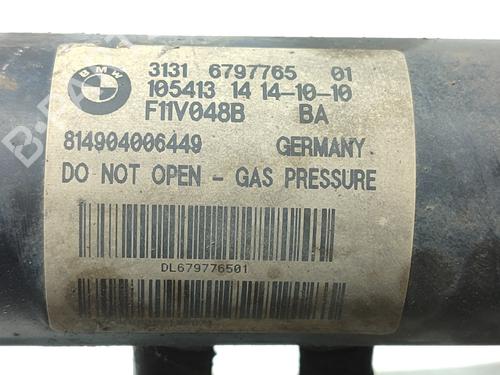 BMW
3131 6797765 01
105413 14 14-10-10
F11V048B BA
814904006449 GERMANY
DO NOT OPEN - GAS PRESSURE
DL679776501